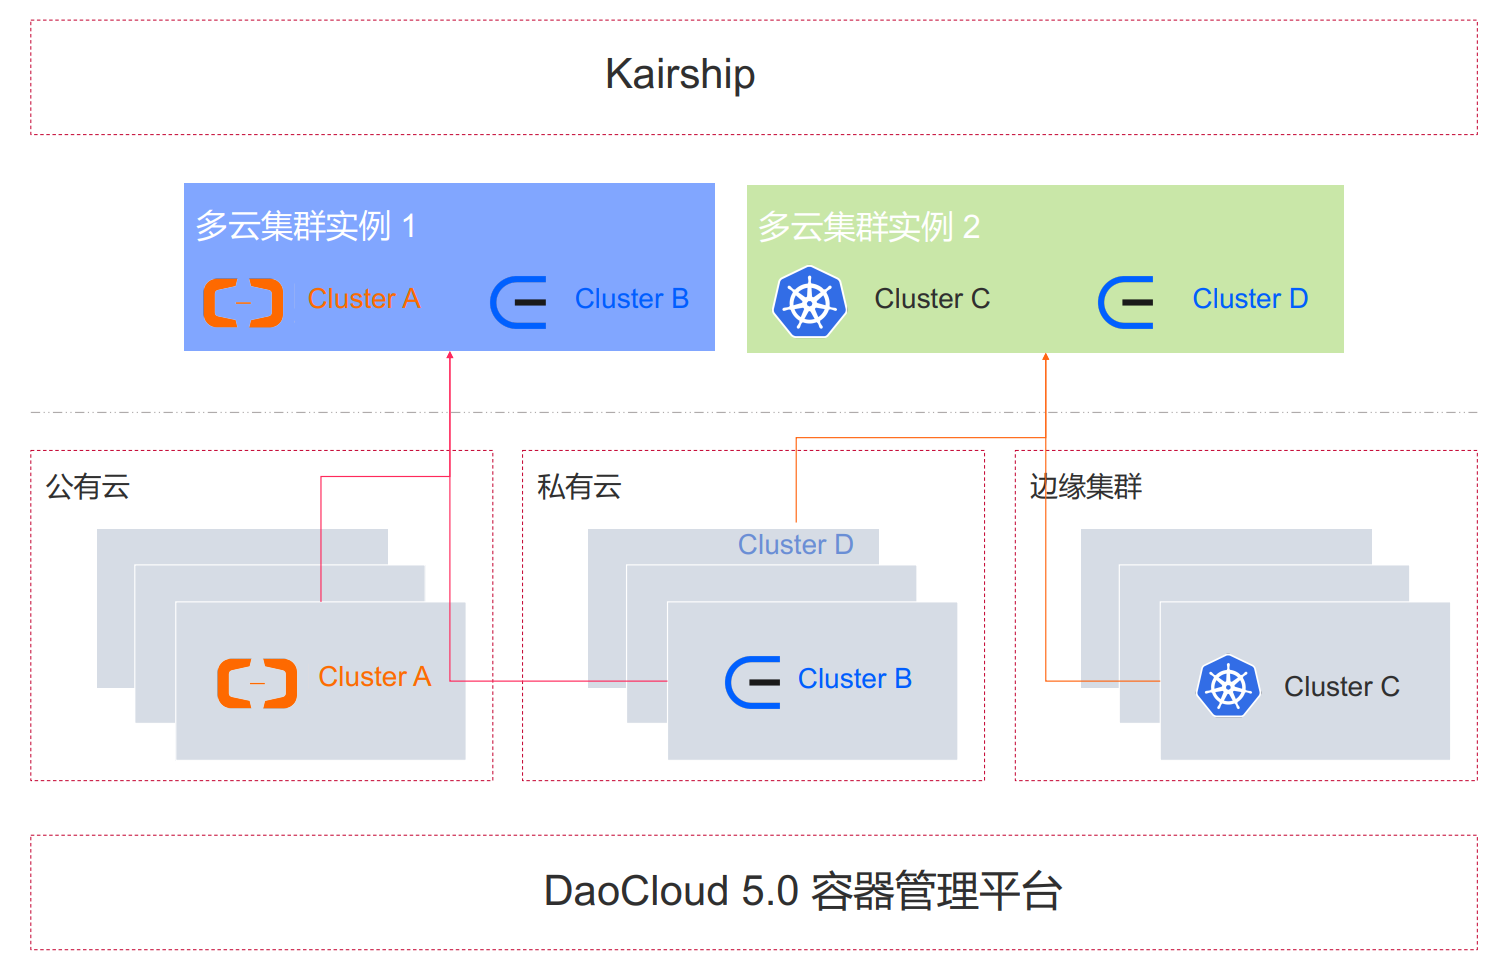 Kairship
多云集群实例 1
Cluster A
Cluster B
多云集群实例 2
Cluster C
Cluster D
公有云
Cluster A
私有云
Cluster D
Cluster B
边缘集群
Cluster C
DaoCloud 5.0 容器管理平台